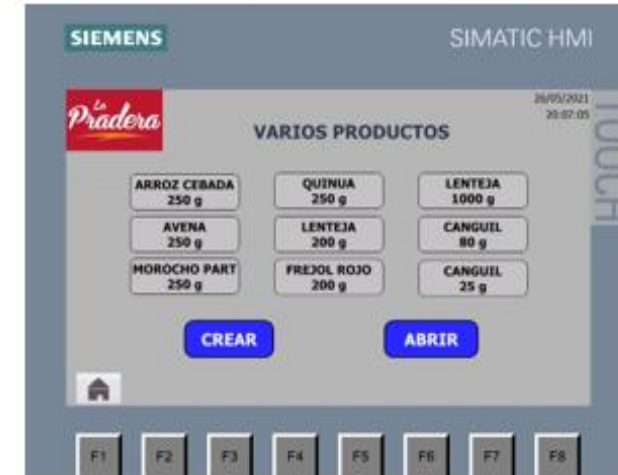 SIEMENS
SIMATIC HMI
TOUCH
La
Pradera
26/05/2021
20:07:05
VARIOS PRODUCTOS
ARROZ CEBADA
250 g
QUINUA
250 g
LENTEJA
1000 g
AVENA
250 g
LENTEJA
200 g
CANGUIL
80 g
MOROCHO PART
250 g
FREJOL ROJO
200 g
CANGUIL
25 g
CREAR
ABRIR
F1
F2
F3
F4
F5
F6
F7
F8